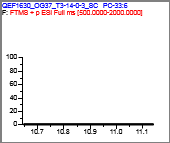 QEF1630_OG37_T3-14-0-3_SC PC-33:6
F: FTMS + p ESI Full ms [500.0000-2000.0000]
100
80
60
40
20
0
10.7 10.8 10.9 11.0 11.1